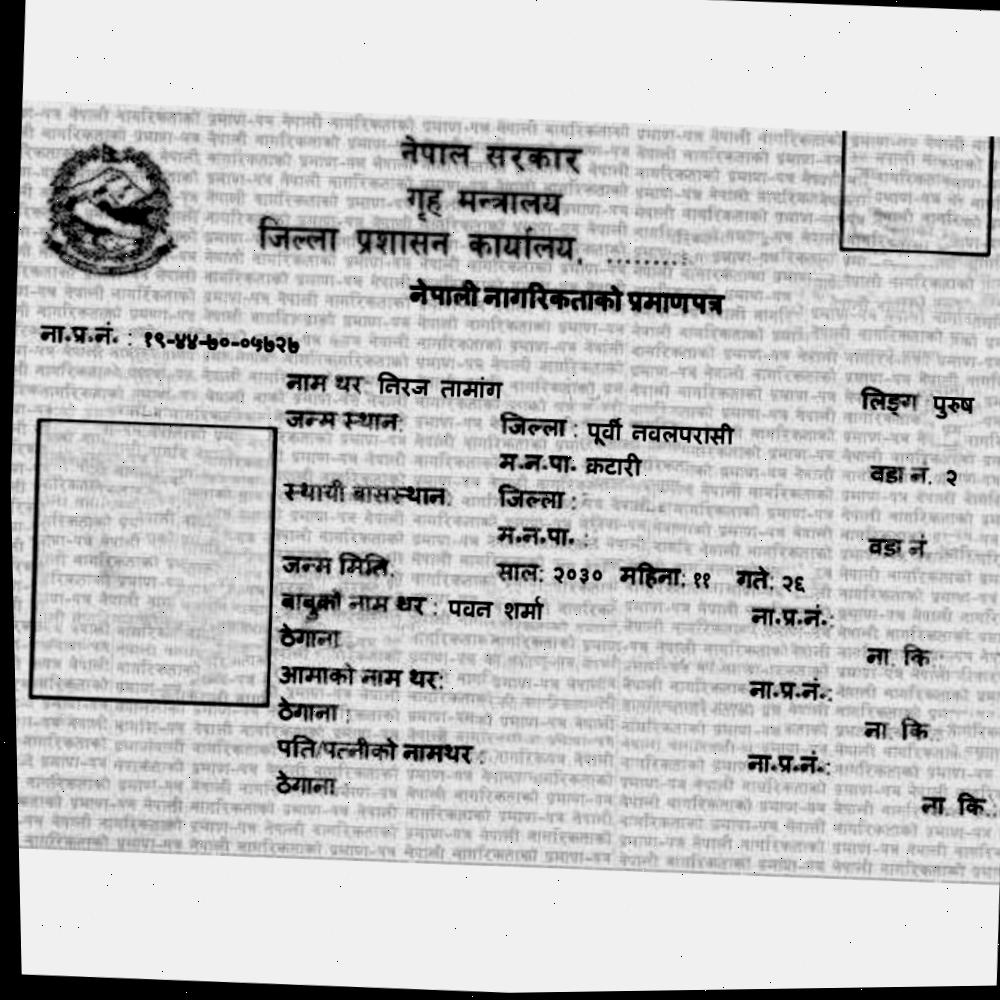 नेपाल सरकार
गृह मन्त्रालय
जिल्ला प्रशासन कार्यालय, ..........
नेपाली नागरिकताको प्रमाणपत्र
ना.प्र.नं. : १९-४४-७०-०५७२७
नाम थर: निरज तामांग लिङ्ग पुरुष
जन्म स्थान: जिल्ला : पूर्वी नवलपरासी
म.न.पा. कटारी वडा नं. २
स्थायी बासस्थान: जिल्ला :
म.न.पा. : वडा नं.
जन्म मिति: साल: २०३० महिना: ११ गते: २६
बाबुको नाम थर : पवन शर्मा ना.प्र.नं.:
ठेगाना ना. कि.:
आमाको नाम थर: ना.प्र.नं.:
ठेगाना : ना. कि.
पति/पत्नीको नामथर : ना.प्र.नं.:
ठेगाना : ना. कि.: